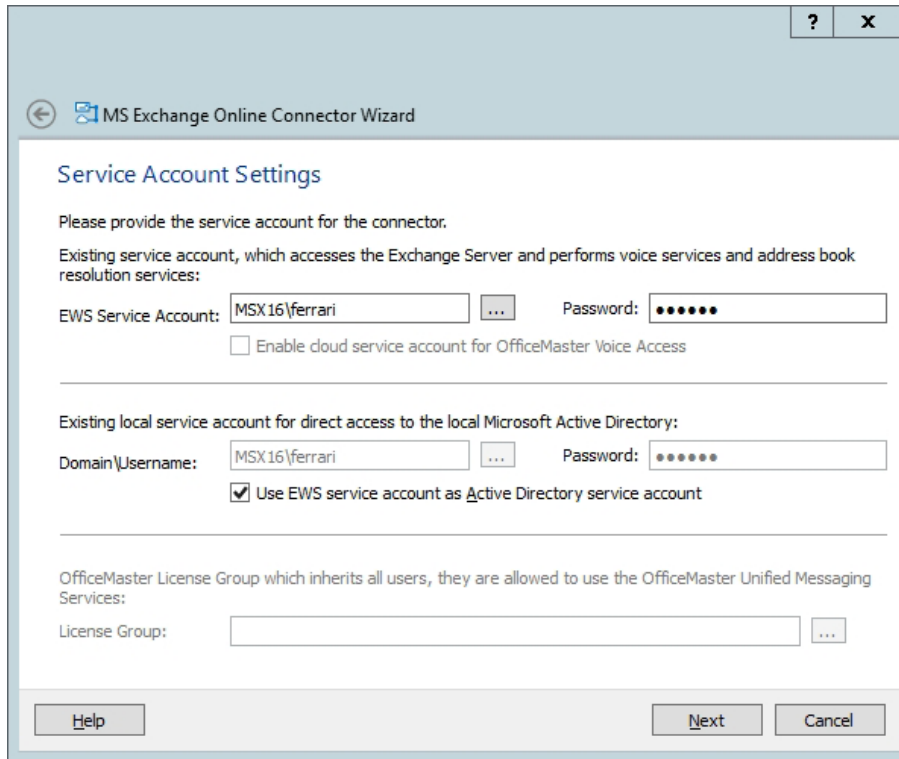 ? x
MS Exchange Online Connector Wizard
Service Account Settings
Please provide the service account for the connector.
Existing service account, which accesses the Exchange Server and performs voice services and address book
resolution services:
EWS Service Account: MSX16\ferrari ... Password: ●●●●●●
Enable cloud service account for OfficeMaster Voice Access
Existing local service account for direct access to the local Microsoft Active Directory:
Domain\Username: MSX16\ferrari ... Password: ●●●●●●
Use EWS service account as Active Directory service account
OfficeMaster License Group which inherits all users, they are allowed to use the OfficeMaster Unified Messaging
Services:
License Group: ...
Help Next Cancel